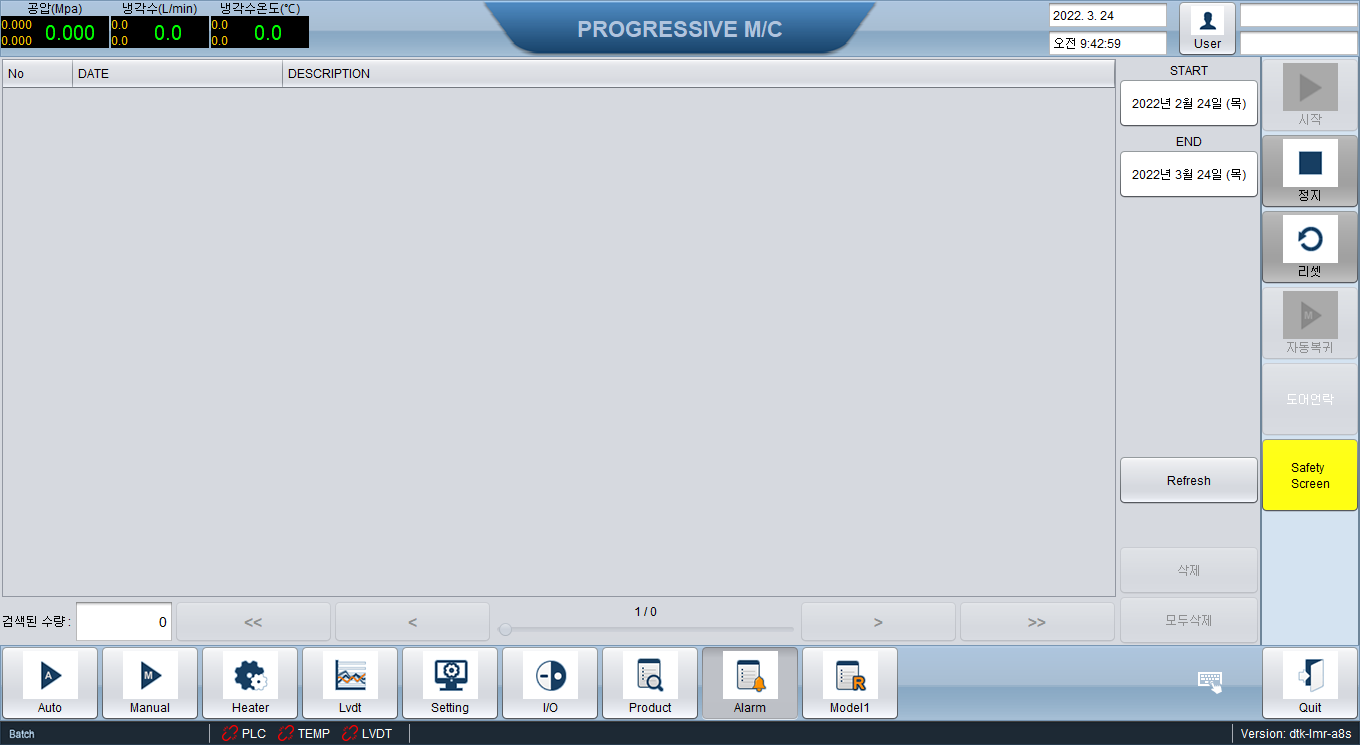 공압(Mpa) 냉각수(L/min) 냉각수온도(℃)
0.000 0.000 0.0 0.0 0.0 0.0
0.000 0.0 0.0
PROGRESSIVE M/C
2022. 3. 24
오전 9:42:59
User
No DATE DESCRIPTION
START
2022년 2월 24일 (목)
END
2022년 3월 24일 (목)
Refresh
삭제
모두삭제
시작
정지
리셋
M
자동복귀
도어언락
Safety
Screen
검색된 수량 : 0 << < 1 / 0 > >>
A M R
Auto Manual Heater Lvdt Setting I/O Product Alarm Model1 Quit
Batch PLC TEMP LVDT Version: dtk-lmr-a8s